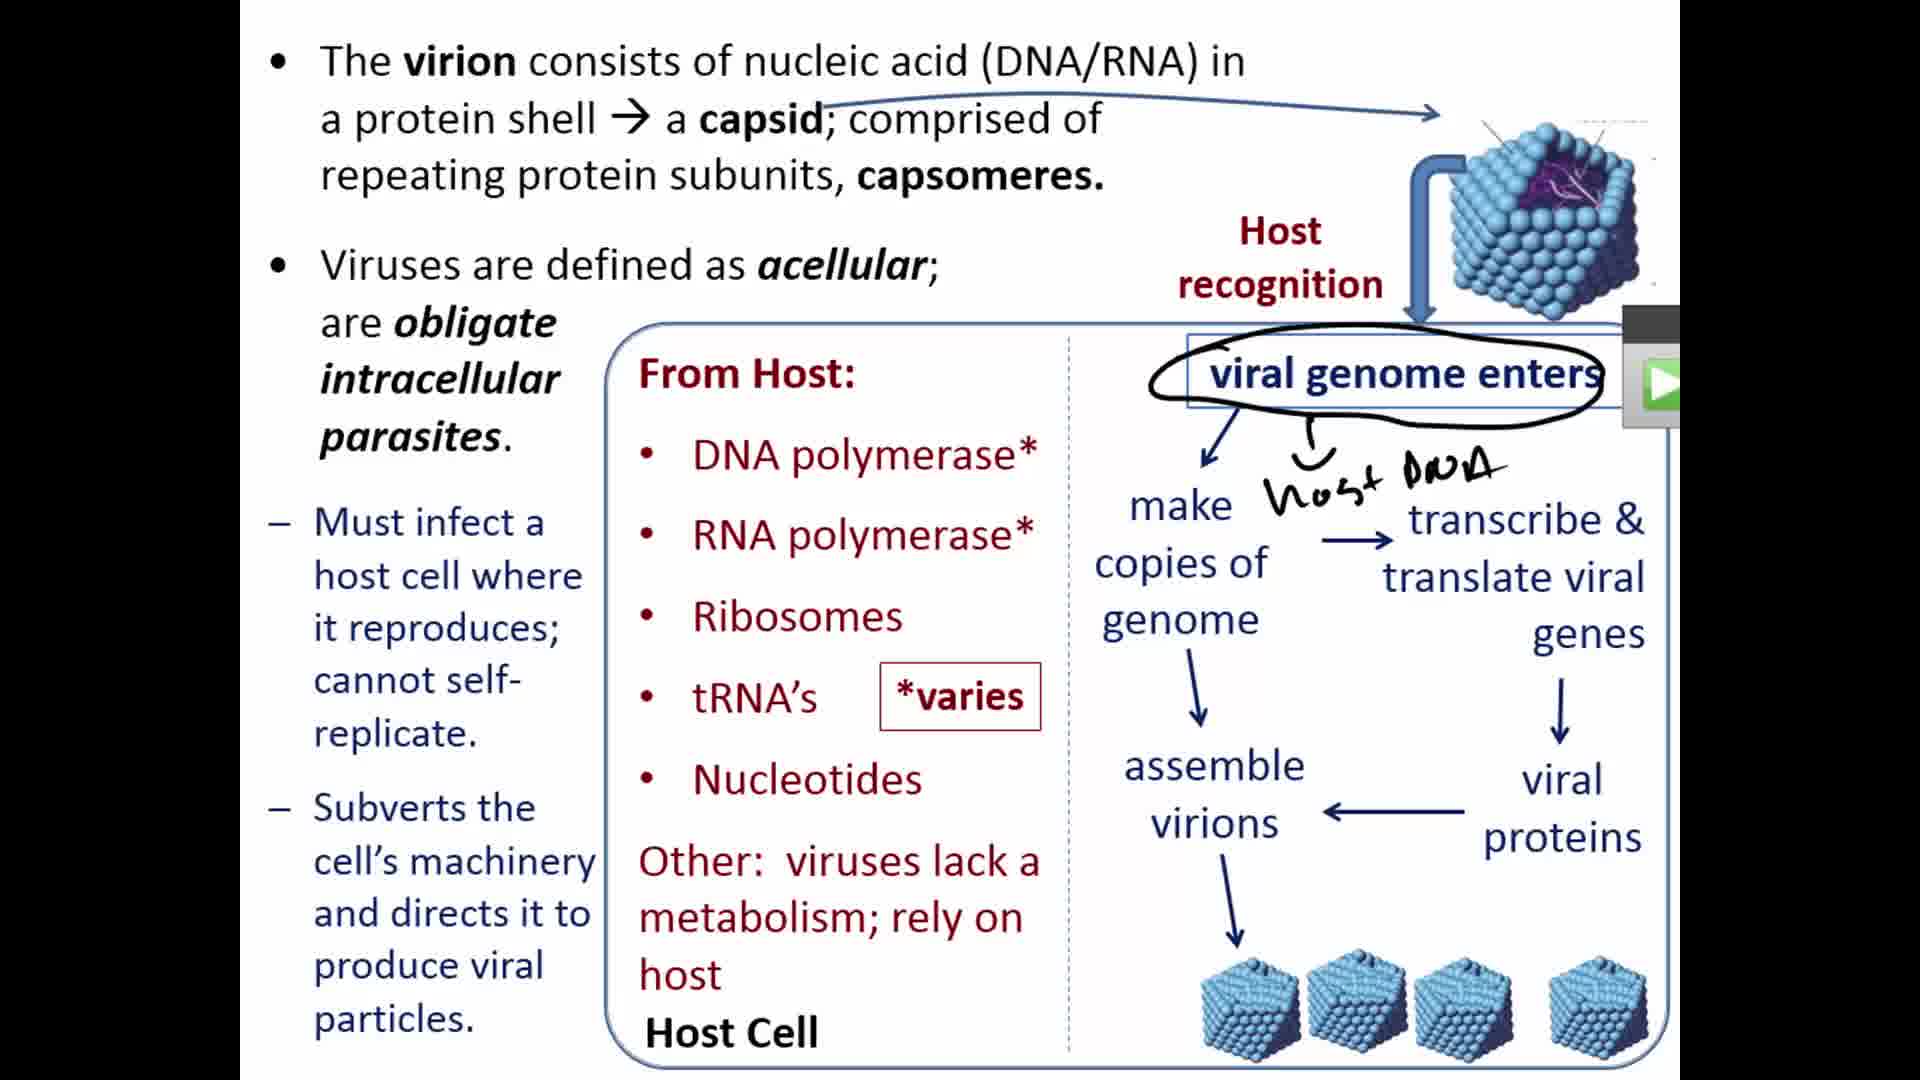 • The virion consists of nucleic acid (DNA/RNA) in
a protein shell → a capsid; comprised of
repeating protein subunits, capsomeres.
• Viruses are defined as acellular;
are obligate
intracellular
parasites.
– Must infect a
host cell where
it reproduces;
cannot self-
replicate.
– Subverts the
cell’s machinery
and directs it to
produce viral
particles.
From Host:
• DNA polymerase*
• RNA polymerase*
• Ribosomes
• tRNA’s
*varies
• Nucleotides
Other: viruses lack a
metabolism; rely on
host
Host Cell
Host
recognition
viral genome enters
host DNA
make
copies of
genome
transcribe &
translate viral
genes
viral
proteins
assemble
virions